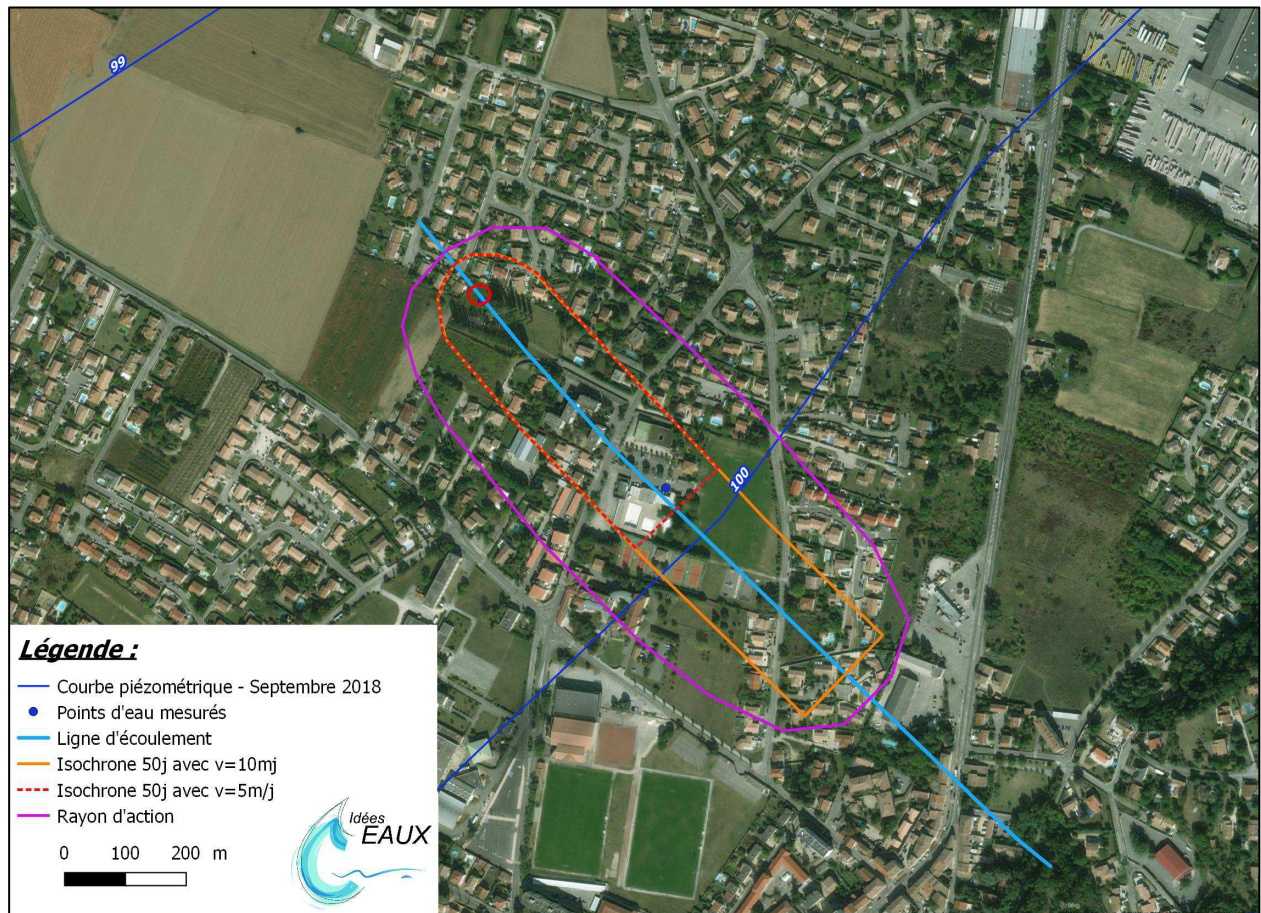 99
100
Légende :
Courbe piézométrique - Septembre 2018
Points d'eau mesurés
Ligne d'écoulement
Isochrone 50j avec v=10mj
Isochrone 50j avec v=5m/j
Rayon d'action
0 100 200 m
Idées
EAUX